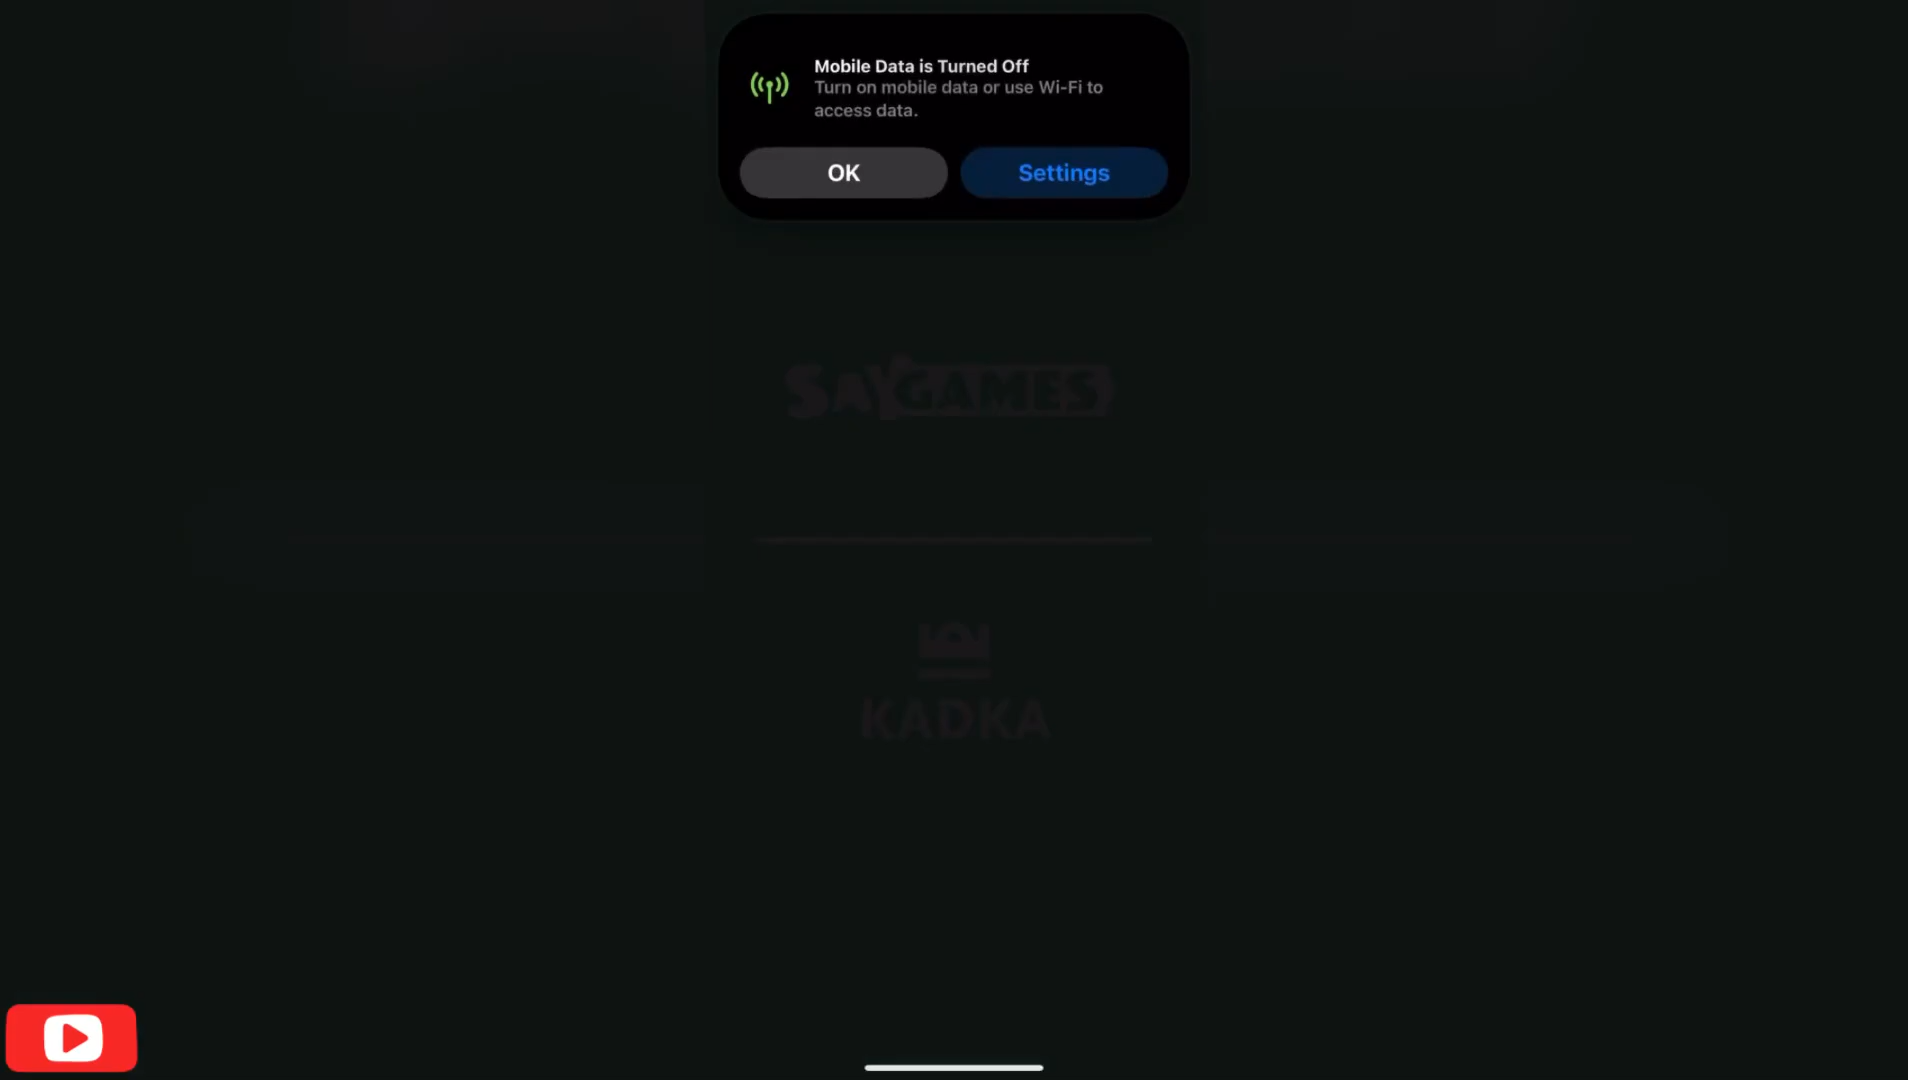 Mobile Data is Turned Off
Turn on mobile data or use Wi-Fi to
access data.
OK
Settings
SAYGAMES
KADKA